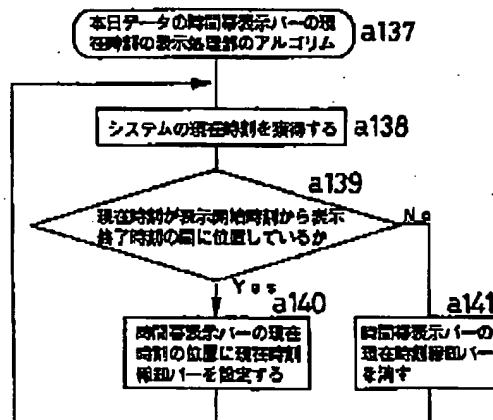 本日データの時間帯表示バーの現
在時刻の表示処理部のアルゴリム
a137
システムの現在時刻を獲得する
a138
a139
現在時刻が表示開始時刻から表示
終了時刻の間に位置しているか
No
Yes
a140
時間帯表示バーの現在
時刻の位置に現在時刻
バーを設定する
a141
時間帯表示バーの
現在時刻 バー
を消す